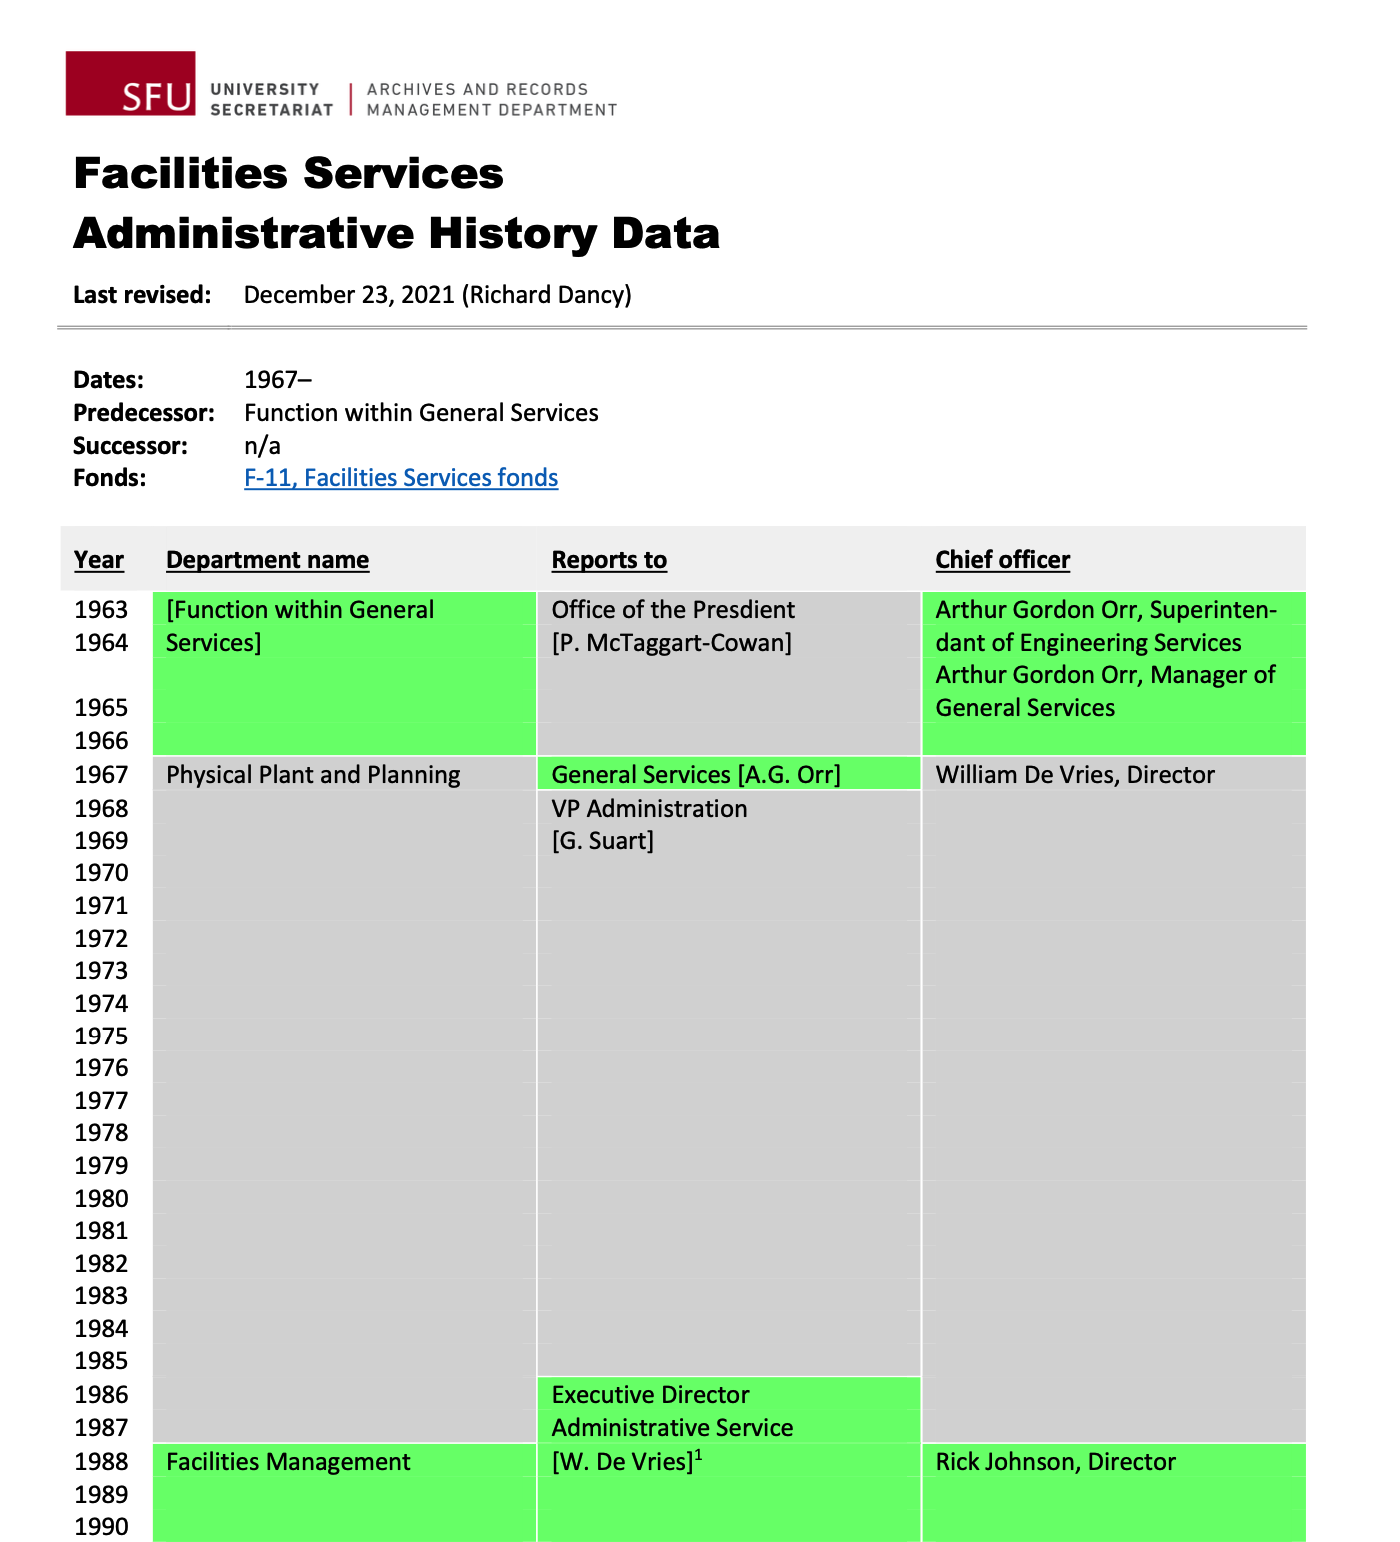 SFU UNIVERSITY SECRETARIAT | ARCHIVES AND RECORDS MANAGEMENT DEPARTMENT
Facilities Services
Administrative History Data
Last revised: December 23, 2021 (Richard Dancy)
Dates: 1967–
Predecessor: Function within General Services
Successor: n/a
Fonds: F-11, Facilities Services fonds
Year Department name Reports to Chief officer
1963 [Function within General Office of the Presdient Arthur Gordon Orr, Superinten-
1964 Services] [P. McTaggart-Cowan] dant of Engineering Services
Arthur Gordon Orr, Manager of
1965 General Services
1966
1967 Physical Plant and Planning General Services [A.G. Orr] William De Vries, Director
1968 VP Administration
1969 [G. Suart]
1970
1971
1972
1973
1974
1975
1976
1977
1978
1979
1980
1981
1982
1983
1984
1985
1986 Executive Director
1987 Administrative Service
1988 Facilities Management [W. De Vries]1 Rick Johnson, Director
1989
1990